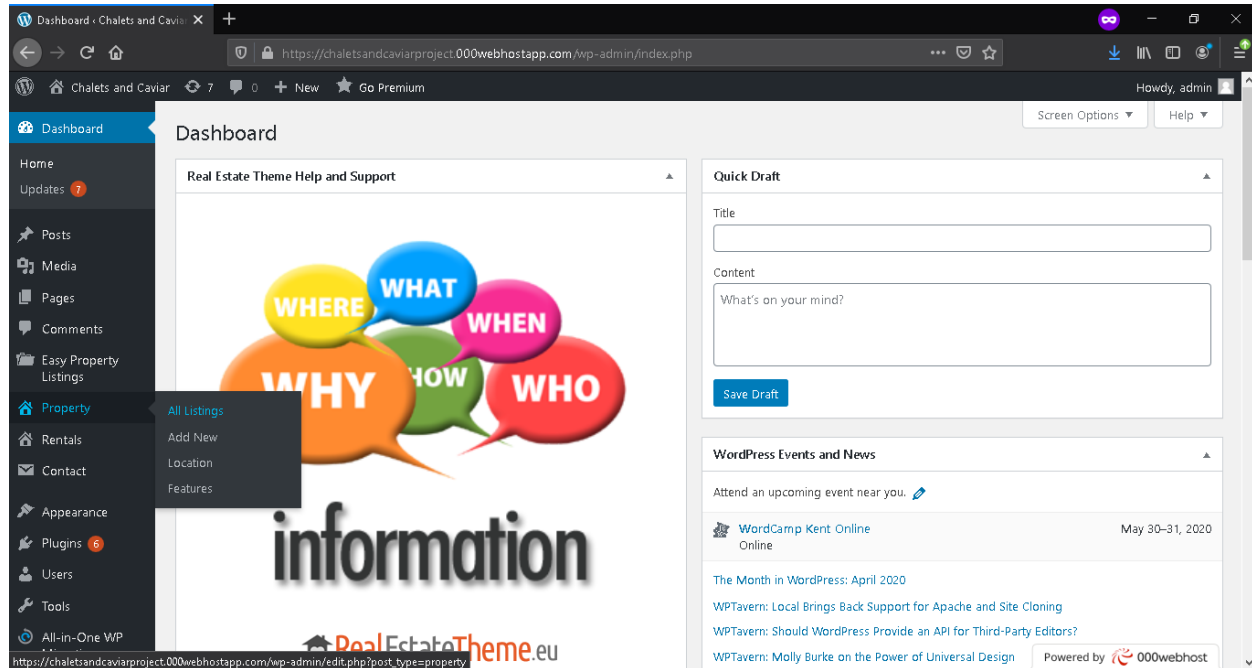 Dashboard ‹ Chalets and Caviar
https://chaletsandcaviarproject.000webhostapp.com/wp-admin/index.php
Chalets and Caviar 7 0 New Go Premium Howdy, admin
Dashboard
Home
Updates 7
Posts
Media
Pages
Comments
Easy Property
Listings
Property
Rentals
Contact
Appearance
Plugins 6
Users
Tools
All-in-One WP
All Listings
Add New
Location
Features
Screen Options
Help
Dashboard
Real Estate Theme Help and Support
WHERE
WHAT
WHEN
WHY
HOW
WHO
information
RealEstateTheme.eu
Quick Draft
Title
Content
What's on your mind?
Save Draft
WordPress Events and News
Attend an upcoming event near you.
WordCamp Kent Online May 30–31, 2020
Online
The Month in WordPress: April 2020
WPTavern: Local Brings Back Support for Apache and Site Cloning
WPTavern: Should WordPress Provide an API for Third-Party Editors?
WPTavern: Molly Burke on the Power of Universal Design
Powered by 000webhost
https://chaletsandcaviarproject.000webhostapp.com/wp-admin/edit.php?post_type=property